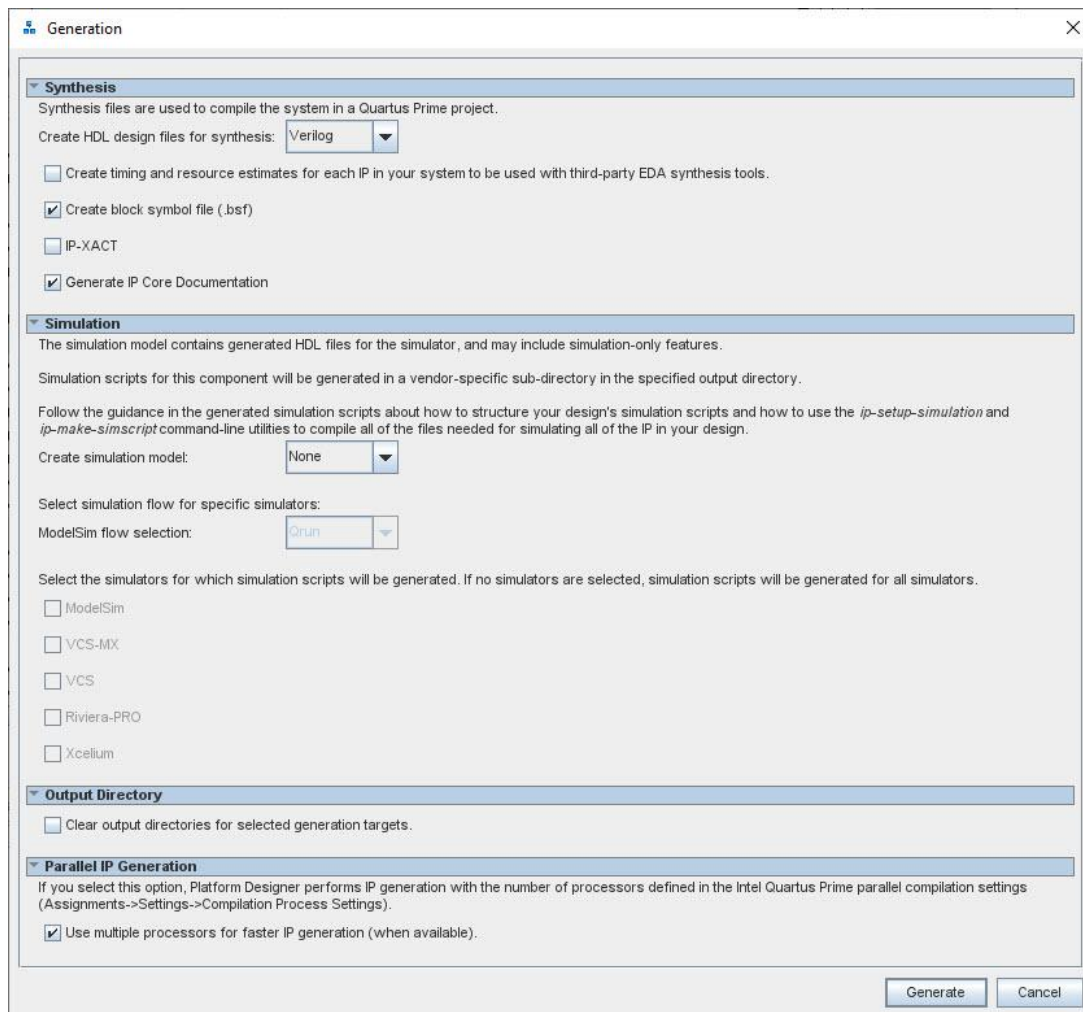 Generation
Synthesis
Synthesis files are used to compile the system in a Quartus Prime project.
Create HDL design files for synthesis: Verilog
Create timing and resource estimates for each IP in your system to be used with third-party EDA synthesis tools.
Create block symbol file (.bsf)
IP-XACT
Generate IP Core Documentation
Simulation
The simulation model contains generated HDL files for the simulator, and may include simulation-only features.
Simulation scripts for this component will be generated in a vendor-specific sub-directory in the specified output directory.
Follow the guidance in the generated simulation scripts about how to structure your design's simulation scripts and how to use the ip-setup-simulation and
ip-make-simscript command-line utilities to compile all of the files needed for simulating all of the IP in your design.
Create simulation model: None
Select simulation flow for specific simulators:
ModelSim flow selection: Qrun
Select the simulators for which simulation scripts will be generated. If no simulators are selected, simulation scripts will be generated for all simulators.
ModelSim
VCS-MX
VCS
Riviera-PRO
Xcelium
Output Directory
Clear output directories for selected generation targets.
Parallel IP Generation
If you select this option, Platform Designer performs IP generation with the number of processors defined in the Intel Quartus Prime parallel compilation settings
(Assignments->Settings->Compilation Process Settings).
Use multiple processors for faster IP generation (when available).
Generate Cancel